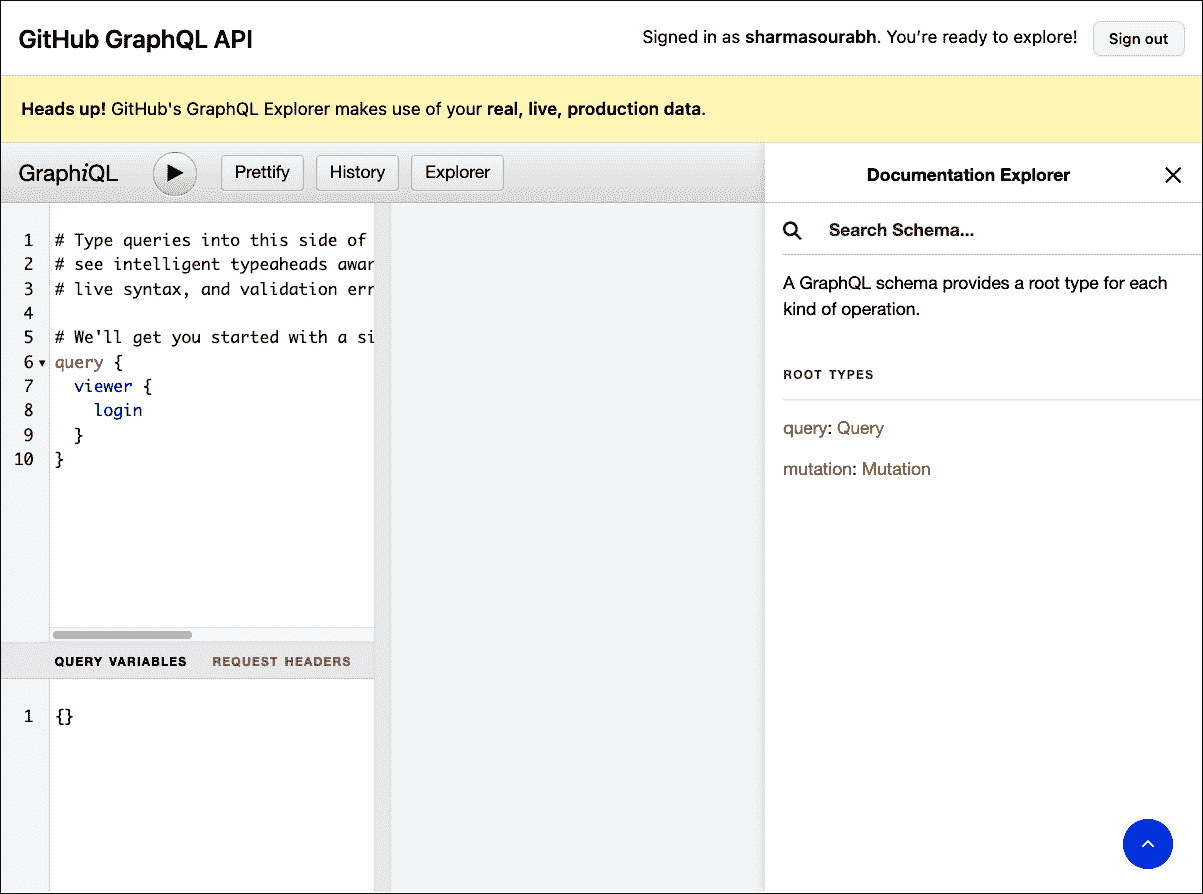 GitHub GraphQL API
Signed in as sharmasourabh. You're ready to explore!
Sign out
Heads up! GitHub's GraphQL Explorer makes use of your real, live, production data.
GraphiQL
Prettify
History
Explorer
1 # Type queries into this side of
2 # see intelligent typeaheads awar
3 # live syntax, and validation err
4
5 # We'll get you started with a si
6 query {
7 viewer {
8 login
9 }
10 }
QUERY VARIABLES
REQUEST HEADERS
1 {}
Documentation Explorer
Search Schema...
A GraphQL schema provides a root type for each
kind of operation.
ROOT TYPES
query: Query
mutation: Mutation